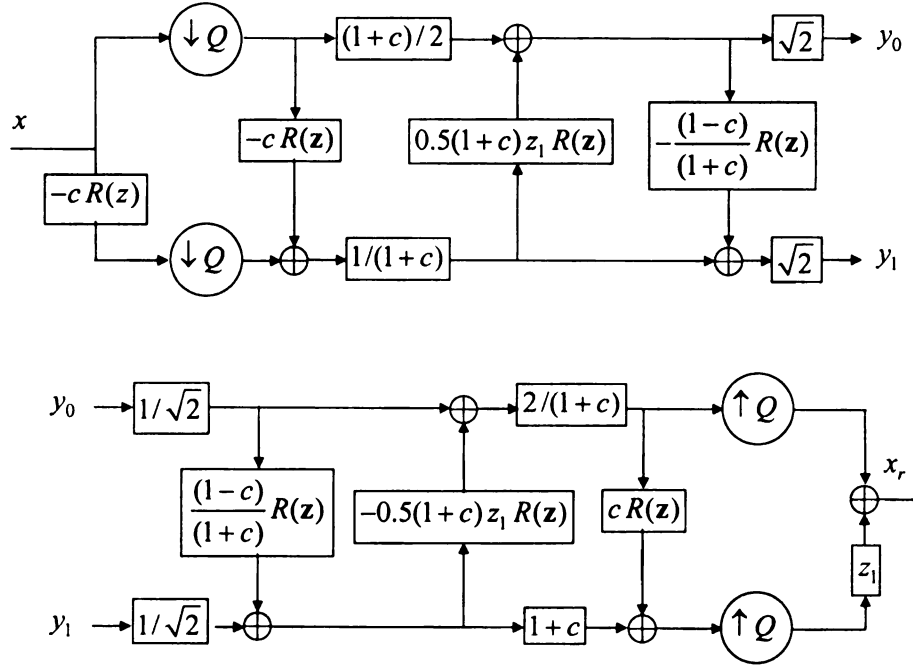 ↓ Q (1+c)/2 ⊕ √2 y₀
x
−c R(z) 0.5(1+c) z₁ R(z) −(1−c)/(1+c) R(z)
−c R(z)
↓ Q ⊕ 1/(1+c) ⊕ √2 y₁
y₀ 1/√2 ⊕ 2/(1+c) ↑ Q
xᵣ
(1−c)/(1+c) R(z) −0.5(1+c) z₁ R(z) c R(z) ⊕
z₁
y₁ 1/√2 ⊕ 1+c ⊕ ↑ Q